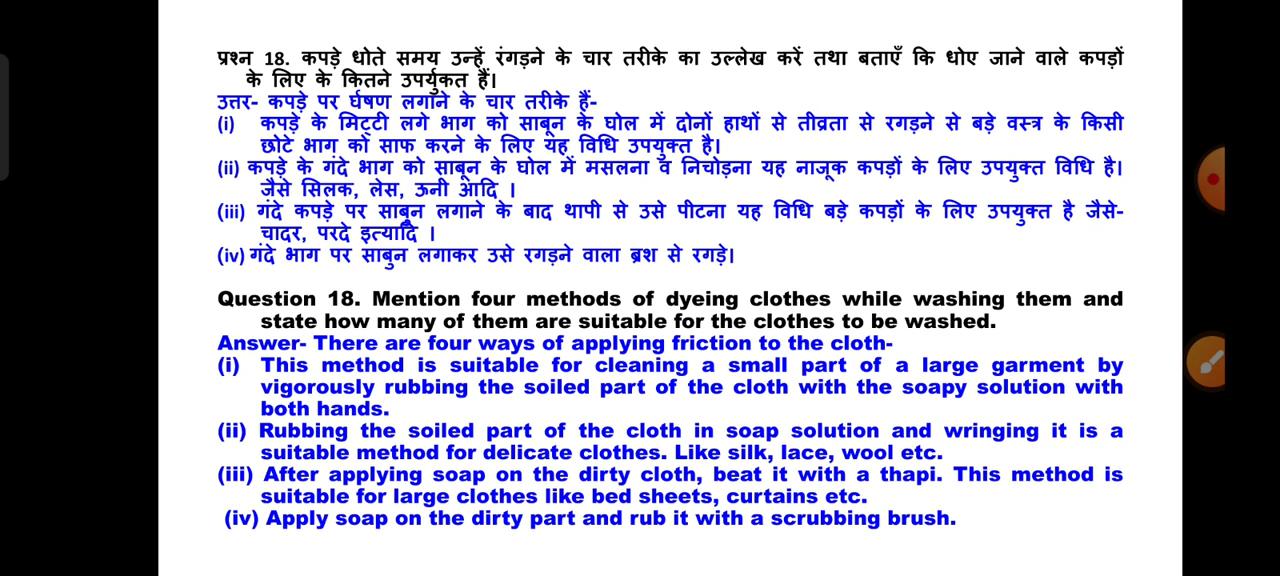 प्रश्न 18. कपड़े धोते समय उन्हें रंगड़ने के चार तरीके का उल्लेख करें तथा बताएँ कि धोए जाने वाले कपड़ों
के लिए के कितने उपर्युकत हैं।
उत्तर- कपड़े पर घंर्षण लगाने के चार तरीके हैं-
(i) कपड़े के मिट्टी लगे भाग को साबून के घोल में दोनों हाथों से तीव्रता से रगड़ने से बड़े वस्त्र के किसी
छोटे भाग को साफ करने के लिए यह विधि उपयुक्त है।
(ii) कपड़े के गंदे भाग को साबून के घोल में मसलना व निचोड़ना यह नाजूक कपड़ों के लिए उपयुक्त विधि है।
जैसे सिलक, लेस, ऊनी आदि ।
(iii) गंदे कपड़े पर साबुन लगाने के बाद थापी से उसे पीटना यह विधि बड़े कपड़ों के लिए उपयुक्त है जैसे-
चादर, परदे इत्यादि ।
(iv) गंदे भाग पर साबुन लगाकर उसे रगड़ने वाला ब्रश से रगड़े।
Question 18. Mention four methods of dyeing clothes while washing them and
state how many of them are suitable for the clothes to be washed.
Answer- There are four ways of applying friction to the cloth-
(i) This method is suitable for cleaning a small part of a large garment by
vigorously rubbing the soiled part of the cloth with the soapy solution with
both hands.
(ii) Rubbing the soiled part of the cloth in soap solution and wringing it is a
suitable method for delicate clothes. Like silk, lace, wool etc.
(iii) After applying soap on the dirty cloth, beat it with a thapi. This method is
suitable for large clothes like bed sheets, curtains etc.
(iv) Apply soap on the dirty part and rub it with a scrubbing brush.